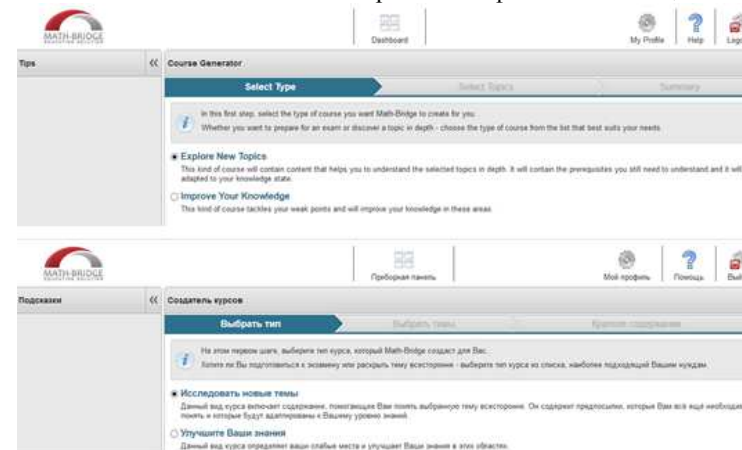 MATH-BRIDGE
EDUCATION SOLUTION
Dashboard
My Profile
Help
Tips
Course Generator
Select Type
Select Topics
Summary
In this first step, select the type of course you want Math-Bridge to create for you.
Whether you want to prepare for an exam or discover a topic in depth - choose the type of course from the list that best suits your needs.
Explore New Topics
This kind of course will contain content that helps you to understand the selected topics in depth. It will contain the prerequisites you still need to understand and it will
adapted to your knowledge state.
Improve Your Knowledge
This kind of course tackles your weak points and will improve your knowledge in these areas.
MATH-BRIDGE
EDUCATION SOLUTION
Приборная панель
Мой профиль
Помощь
Подсказки
Создатель курсов
Выбрать тип
Выбрать темы
Краткое содержание
На этом первом шаге, выберите тип курса, который Math-Bridge создаст для Вас.
Хотите ли Вы подготовиться к экзамену или раскрыть тему всесторонне - выберите тип курса из списка, наиболее подходящий Вашим нуждам.
Исследовать новые темы
Данный вид курса включает содержание, помогающее Вам понять выбранную тему всесторонне. Он содержит предпосылки, которые Вам всё ещё необходимо
понять и которые будут адаптированы к Вашему уровню знаний.
Улучшите Ваши знания
Данный вид курса определяет ваши слабые места и улучшает Ваши знания в этих областях.